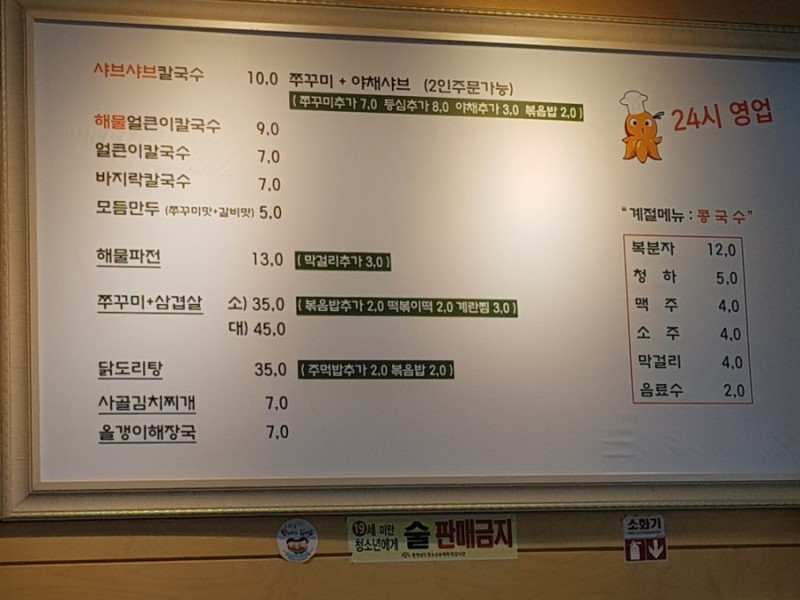 샤브샤브칼국수 10,0 쭈꾸미 + 야채샤브 (2인주문가능)
( 쭈꾸미추가 7,0 등심추가 8,0 야채추가 3,0 볶음밥 2,0 )
해물얼큰이칼국수 9,0
얼큰이칼국수 7,0
바지락칼국수 7,0
모듬만두 (쭈꾸미맛+갈비맛) 5,0
해물파전 13,0 ( 막걸리추가 3,0 )
쭈꾸미+삼겹살 소) 35,0 ( 볶음밥추가 2,0 떡볶이떡 2,0 계란찜 3,0 )
대) 45,0
닭도리탕 35,0 ( 주먹밥추가 2,0 볶음밥 2,0 )
사골김치찌개 7,0
올갱이해장국 7,0
24시 영업
"계절메뉴 : 콩국수"
복분자 12,0
청 하 5,0
맥 주 4,0
소 주 4,0
막걸리 4,0
음료수 2,0
19세 미만
청소년에게 술 판매금지
소화기